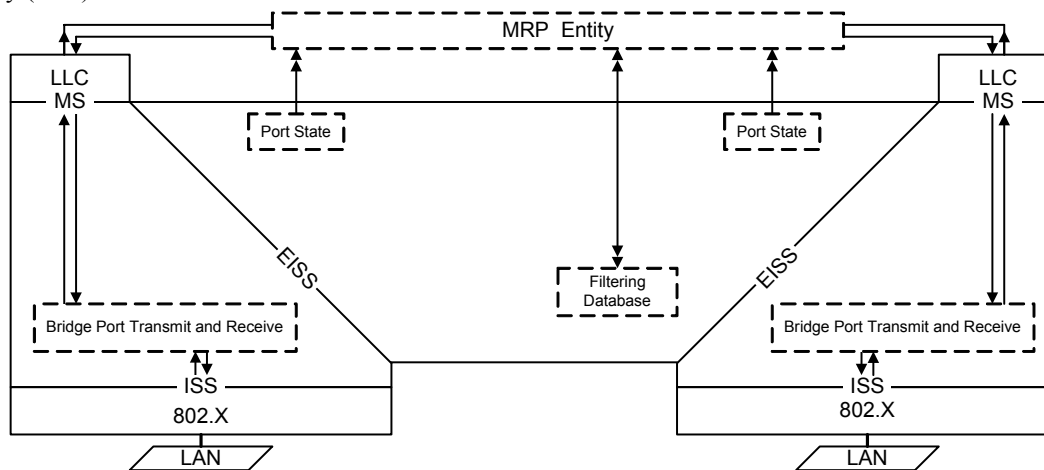 MRP Entity
LLC
MS
LLC
MS
Port State
Port State
EISS
EISS
Filtering
Database
Bridge Port Transmit and Receive
Bridge Port Transmit and Receive
ISS
ISS
802.X
802.X
LAN
LAN